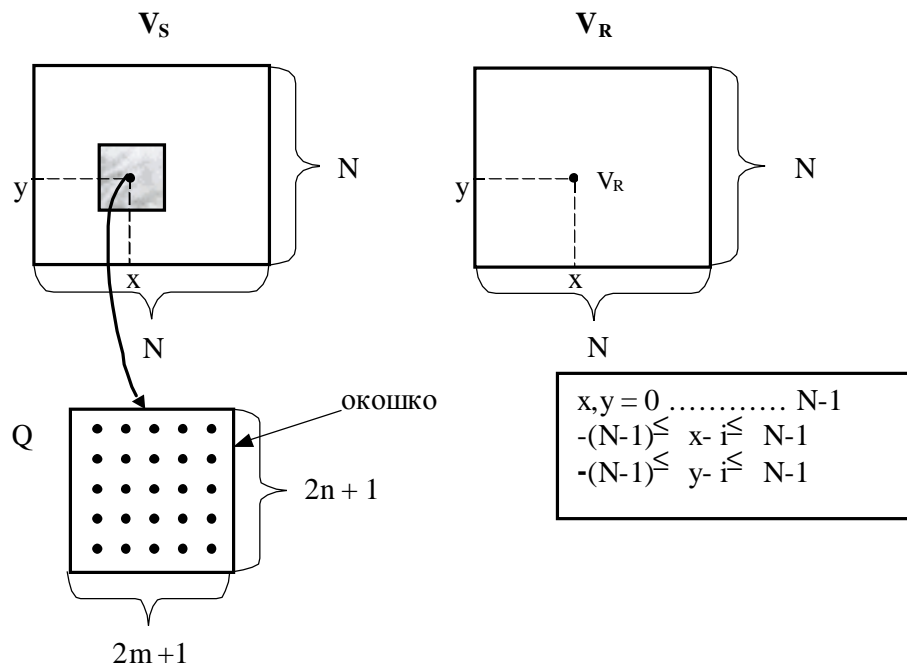 V_S
V_R
y
x
N
N
y
V_R
x
N
N
Q
окошко
2n + 1
2m +1
x,y = 0 ………… N-1
-(N-1) ≤ x- i ≤ N-1
-(N-1) ≤ y- i ≤ N-1